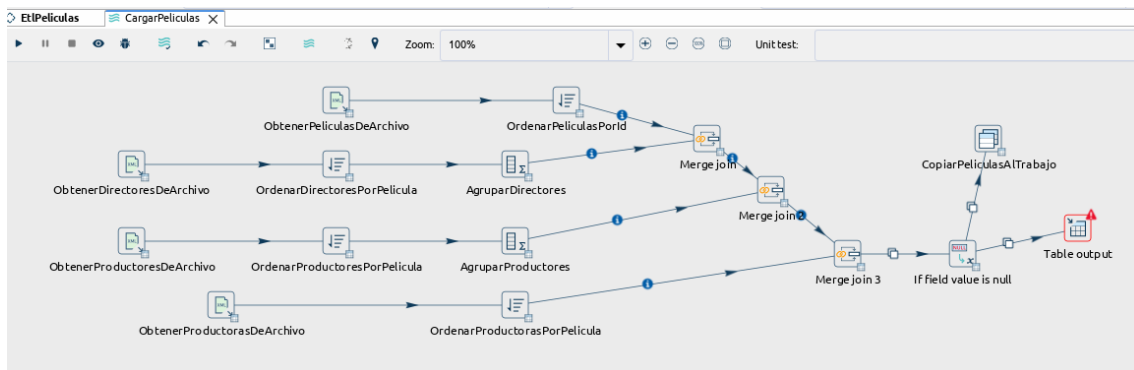 EtlPeliculas
CargarPeliculas
Zoom:
100%
Unit test:
ObtenerPeliculasDeArchivo
OrdenarPeliculasPorId
Merge join
CopiarPeliculasAlTrabajo
ObtenerDirectoresDeArchivo
OrdenarDirectoresPorPelicula
AgruparDirectores
Merge join 2
ObtenerProductoresDeArchivo
OrdenarProductoresPorPelicula
AgruparProductores
Merge join 3
NULL
If field value is null
Table output
ObtenerProductorasDeArchivo
OrdenarProductorasPorPelicula